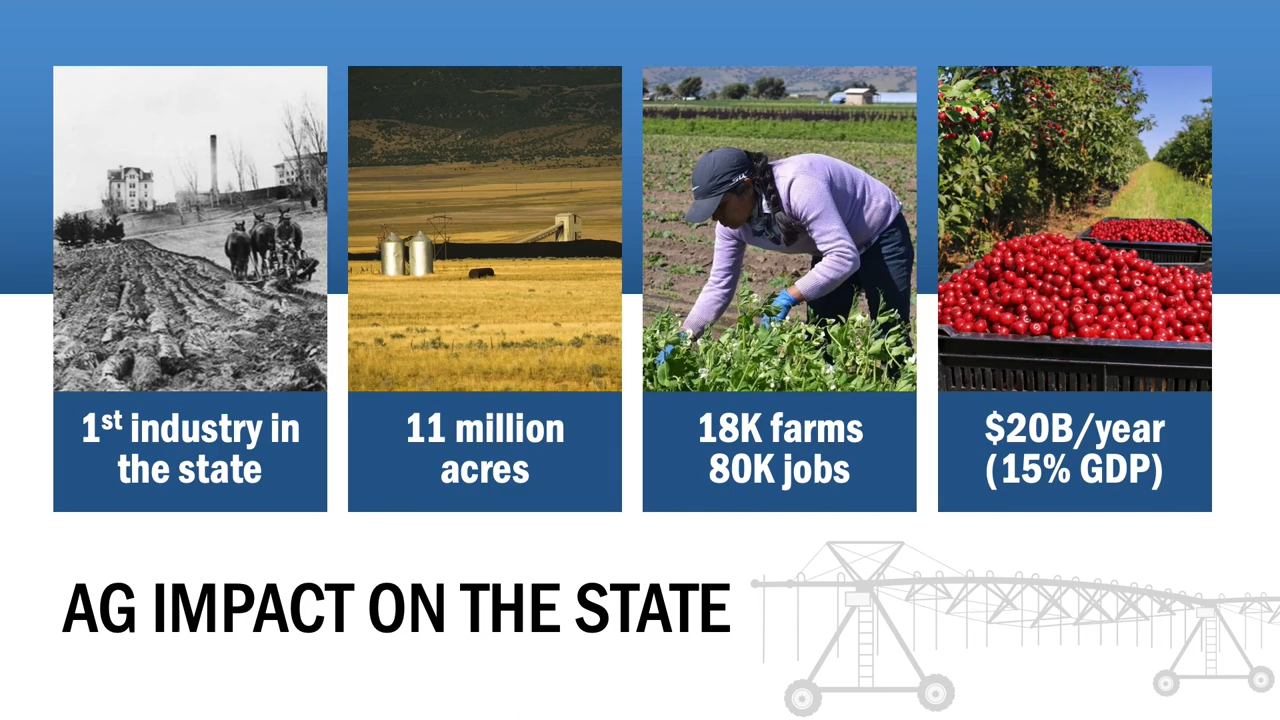 1st industry in
the state
11 million
acres
18K farms
80K jobs
$20B/year
(15% GDP)
AG IMPACT ON THE STATE